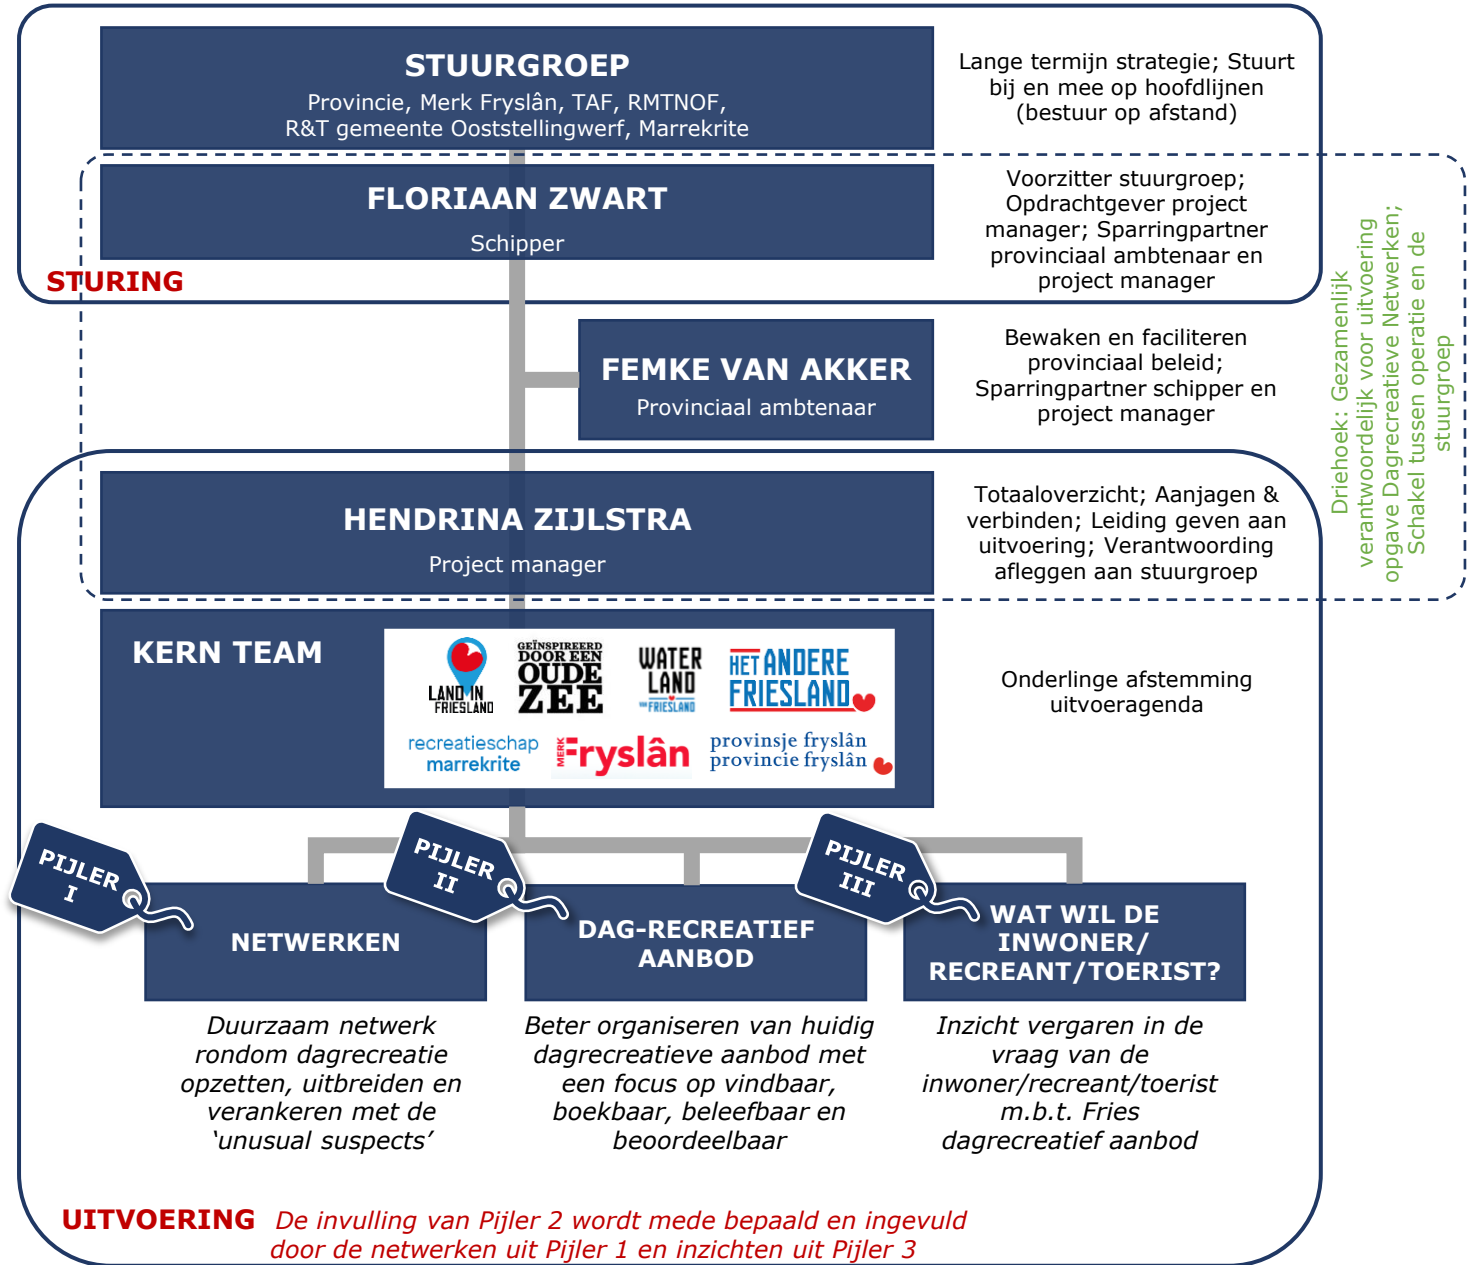 STUURGROEP
Provincie, Merk Fryslân, TAF, RMTNOF,
R&T gemeente Ooststellingwerf, Marrekrite
Lange termijn strategie; Stuurt
bij en mee op hoofdlijnen
(bestuur op afstand)
FLORIAAN ZWART
Schipper
Voorzitter stuurgroep;
Opdrachtgever project
manager; Sparringpartner
provinciaal ambtenaar en
project manager
STURING
FEMKE VAN AKKER
Provinciaal ambtenaar
Bewaken en faciliteren
provinciaal beleid;
Sparringpartner schipper en
project manager
Driehoek: Gezamenlijk
verantwoordelijk voor uitvoering
opgave Dagrecreatieve Netwerken;
Schakel tussen operatie en de
stuurgroep
HENDRINA ZIJLSTRA
Project manager
Totaaloverzicht; Aanjagen &
verbinden; Leiding geven aan
uitvoering; Verantwoording
afleggen aan stuurgroep
KERN TEAM
LAND IN
FRIESLAND
GEÏNSPIREERD
DOOR EEN
OUDE
ZEE
WATER
LAND
VAN FRIESLAND
HET ANDERE
FRIESLAND
recreatieschap
marrekrite
MERK
Fryslân
provinsje fryslân
provincie fryslân
Onderlinge afstemming
uitvoeragenda
PIJLER
I
PIJLER
II
PIJLER
III
NETWERKEN
DAG-RECREATIEF
AANBOD
WAT WIL DE
INWONER/
RECREANT/TOERIST?
Duurzaam netwerk
rondom dagrecreatie
opzetten, uitbreiden en
verankeren met de
‘unusual suspects’
Beter organiseren van huidig
dagrecreatieve aanbod met
een focus op vindbaar,
boekbaar, beleefbaar en
beoordeelbaar
Inzicht vergaren in de
vraag van de
inwoner/recreant/toerist
m.b.t. Fries
dagrecreatief aanbod
UITVOERING De invulling van Pijler 2 wordt mede bepaald en ingevuld
door de netwerken uit Pijler 1 en inzichten uit Pijler 3